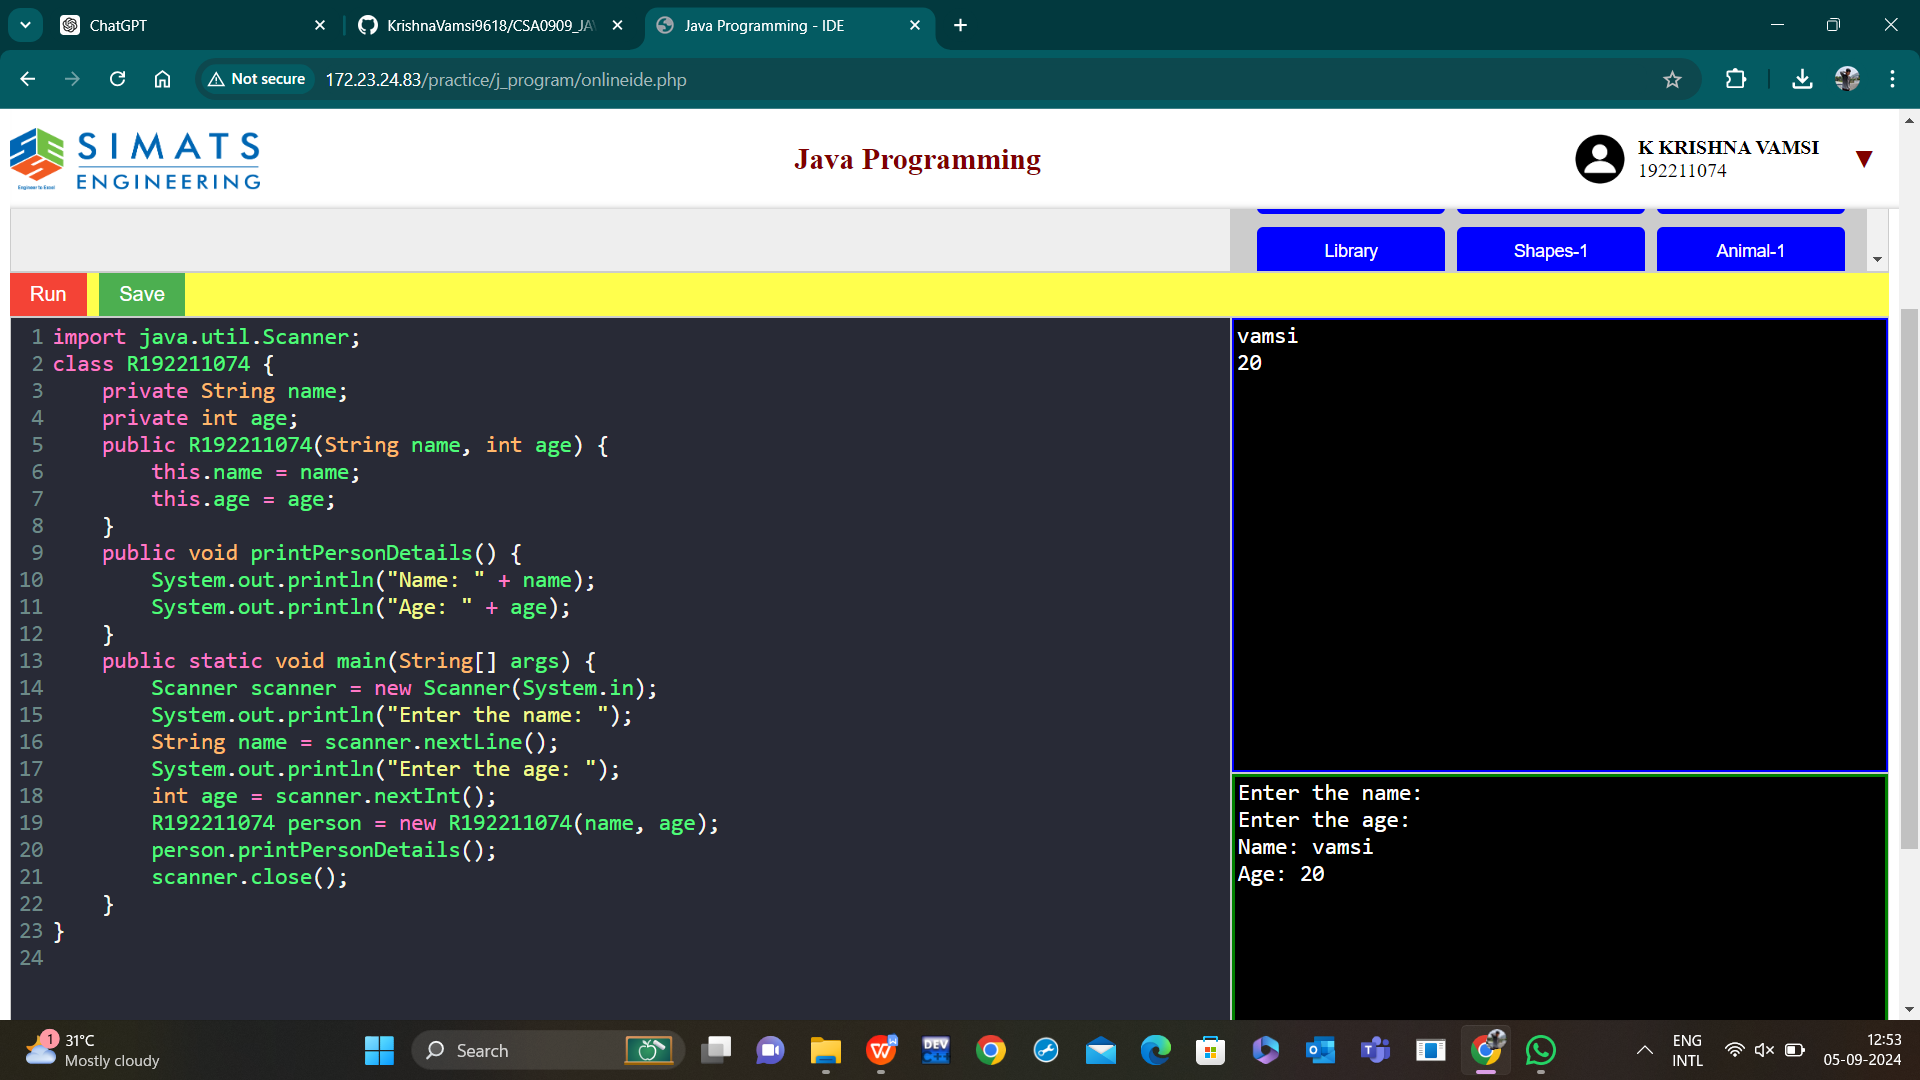 ChatGPT
KrishnaVamsi9618/CSA0909_JA
Java Programming - IDE
Not secure
172.23.24.83/practice/j_program/onlineide.php
SIMATS
ENGINEERING
Engineer to Excel
Java Programming
K KRISHNA VAMSI
192211074
Library
Shapes-1
Animal-1
Run
Save
1 import java.util.Scanner;
2 class R192211074 {
3     private String name;
4     private int age;
5     public R192211074(String name, int age) {
6         this.name = name;
7         this.age = age;
8     }
9     public void printPersonDetails() {
10         System.out.println("Name: " + name);
11         System.out.println("Age: " + age);
12     }
13     public static void main(String[] args) {
14         Scanner scanner = new Scanner(System.in);
15         System.out.println("Enter the name: ");
16         String name = scanner.nextLine();
17         System.out.println("Enter the age: ");
18         int age = scanner.nextInt();
19         R192211074 person = new R192211074(name, age);
20         person.printPersonDetails();
21         scanner.close();
22     }
23 }
24
vamsi
20
Enter the name:
Enter the age:
Name: vamsi
Age: 20
1
31°C
Mostly cloudy
Search
DEV
C++
ENG
INTL
12:53
05-09-2024